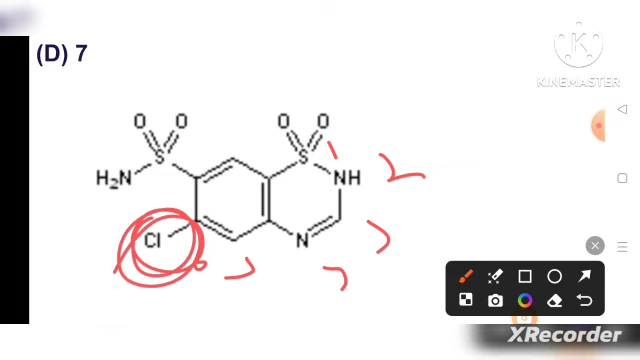 K
KINEMASTER
(D) 7
O O O O
S S
H₂N NH
Cl N
XRecorder